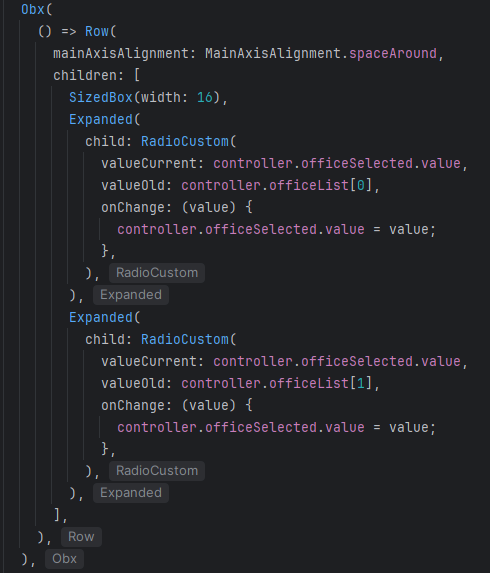 Obx(
() => Row(
mainAxisAlignment: MainAxisAlignment.spaceAround,
children: [
SizedBox(width: 16),
Expanded(
child: RadioCustom(
valueCurrent: controller.officeSelected.value,
valueOld: controller.officeList[0],
onChange: (value) {
controller.officeSelected.value = value;
},
), RadioCustom
), Expanded
Expanded(
child: RadioCustom(
valueCurrent: controller.officeSelected.value,
valueOld: controller.officeList[1],
onChange: (value) {
controller.officeSelected.value = value;
},
), RadioCustom
), Expanded
],
), Row
), Obx